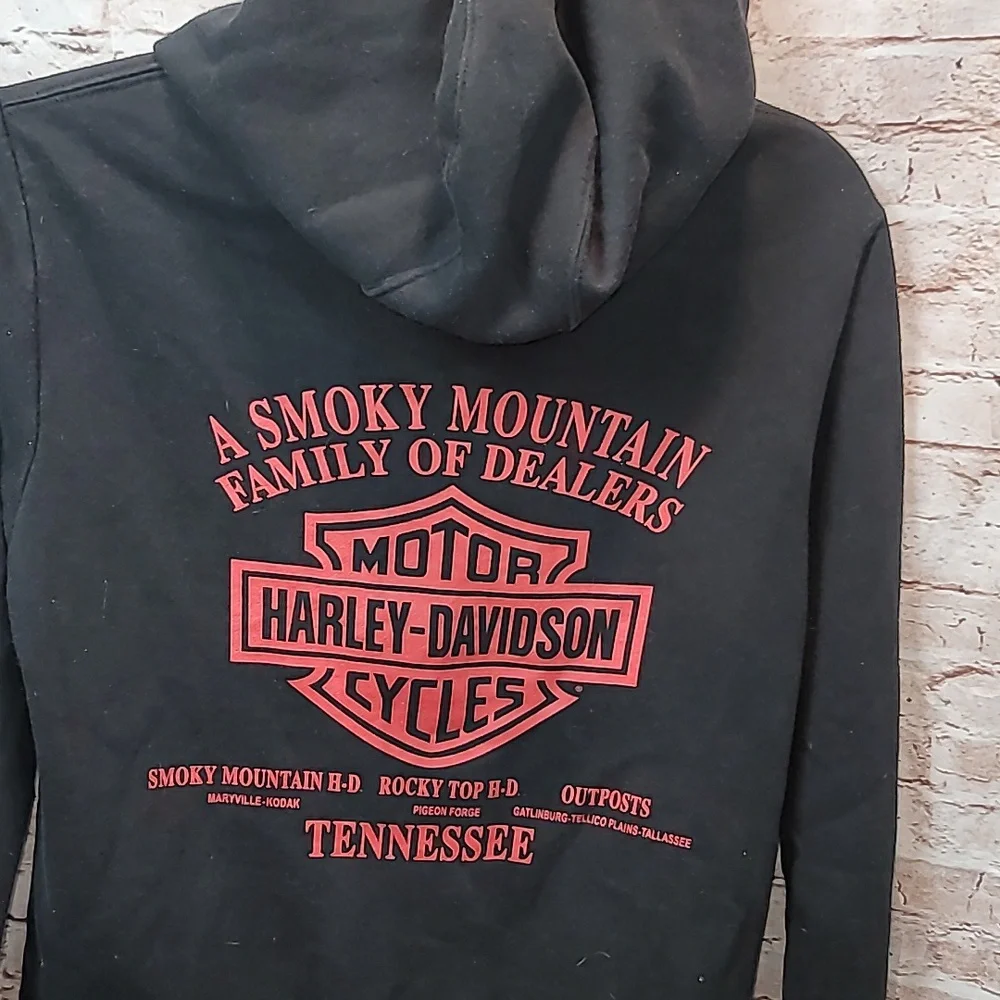 A SMOKY MOUNTAIN
FAMILY OF DEALERS
MOTOR
HARLEY-DAVIDSON
CYCLES
SMOKY MOUNTAIN H-D. ROCKY TOP H-D. OUTPOSTS
MARYVILLE-KODAK PIGEON FORGE GATLINBURG-TELLICO PLAINS-TALLASSEE
TENNESSEE